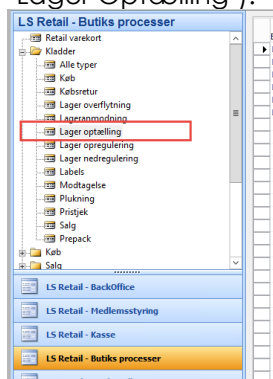 Lager Optælling ).
LS Retail - Butiks processer
Retail varekort
Kladder
Alle typer
Køb
Købsretur
Lager overflytning
Lageranmodning
Lager optælling
Lager opregulering
Lager nedregulering
Labels
Modtagelse
Plukning
Pristjek
Salg
Prepack
Køb
Salg
LS Retail - BackOffice
LS Retail - Medlemsstyring
LS Retail - Kasse
LS Retail - Butiks processer